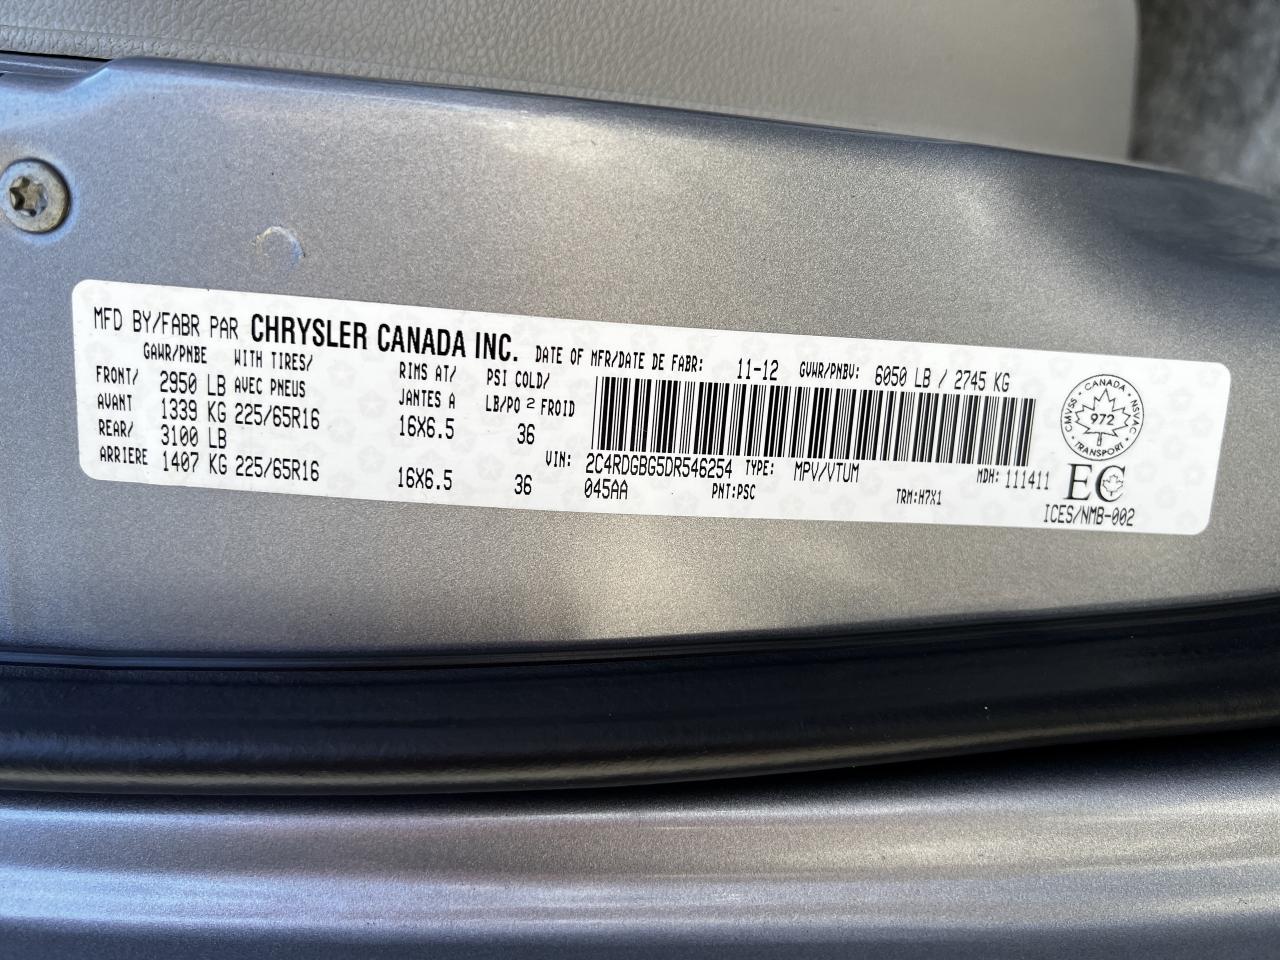 MFD BY/FABR PAR CHRYSLER CANADA INC. DATE OF MFR/DATE DE FABR: 11-12 GVWR/PNBV: 6050 LB / 2745 KG
GAWR/PNBE WITH TIRES/ RIMS AT/ PSI COLD/
FRONT/ 2950 LB AVEC PNEUS JANTES A LB/PO ² FROID
AVANT 1339 KG 225/65R16 16X6.5 36
REAR/ 3100 LB
ARRIERE 1407 KG 225/65R16 16X6.5 36
VIN: 2C4RDGBG5DR546254 TYPE: MPV/VTUM MDH: 111411
045AA PNT:PSC TRM:H7X1
CANADA
CMVSS 972 NSVAC
TRANSPORT
EC
ICES/NMB-002